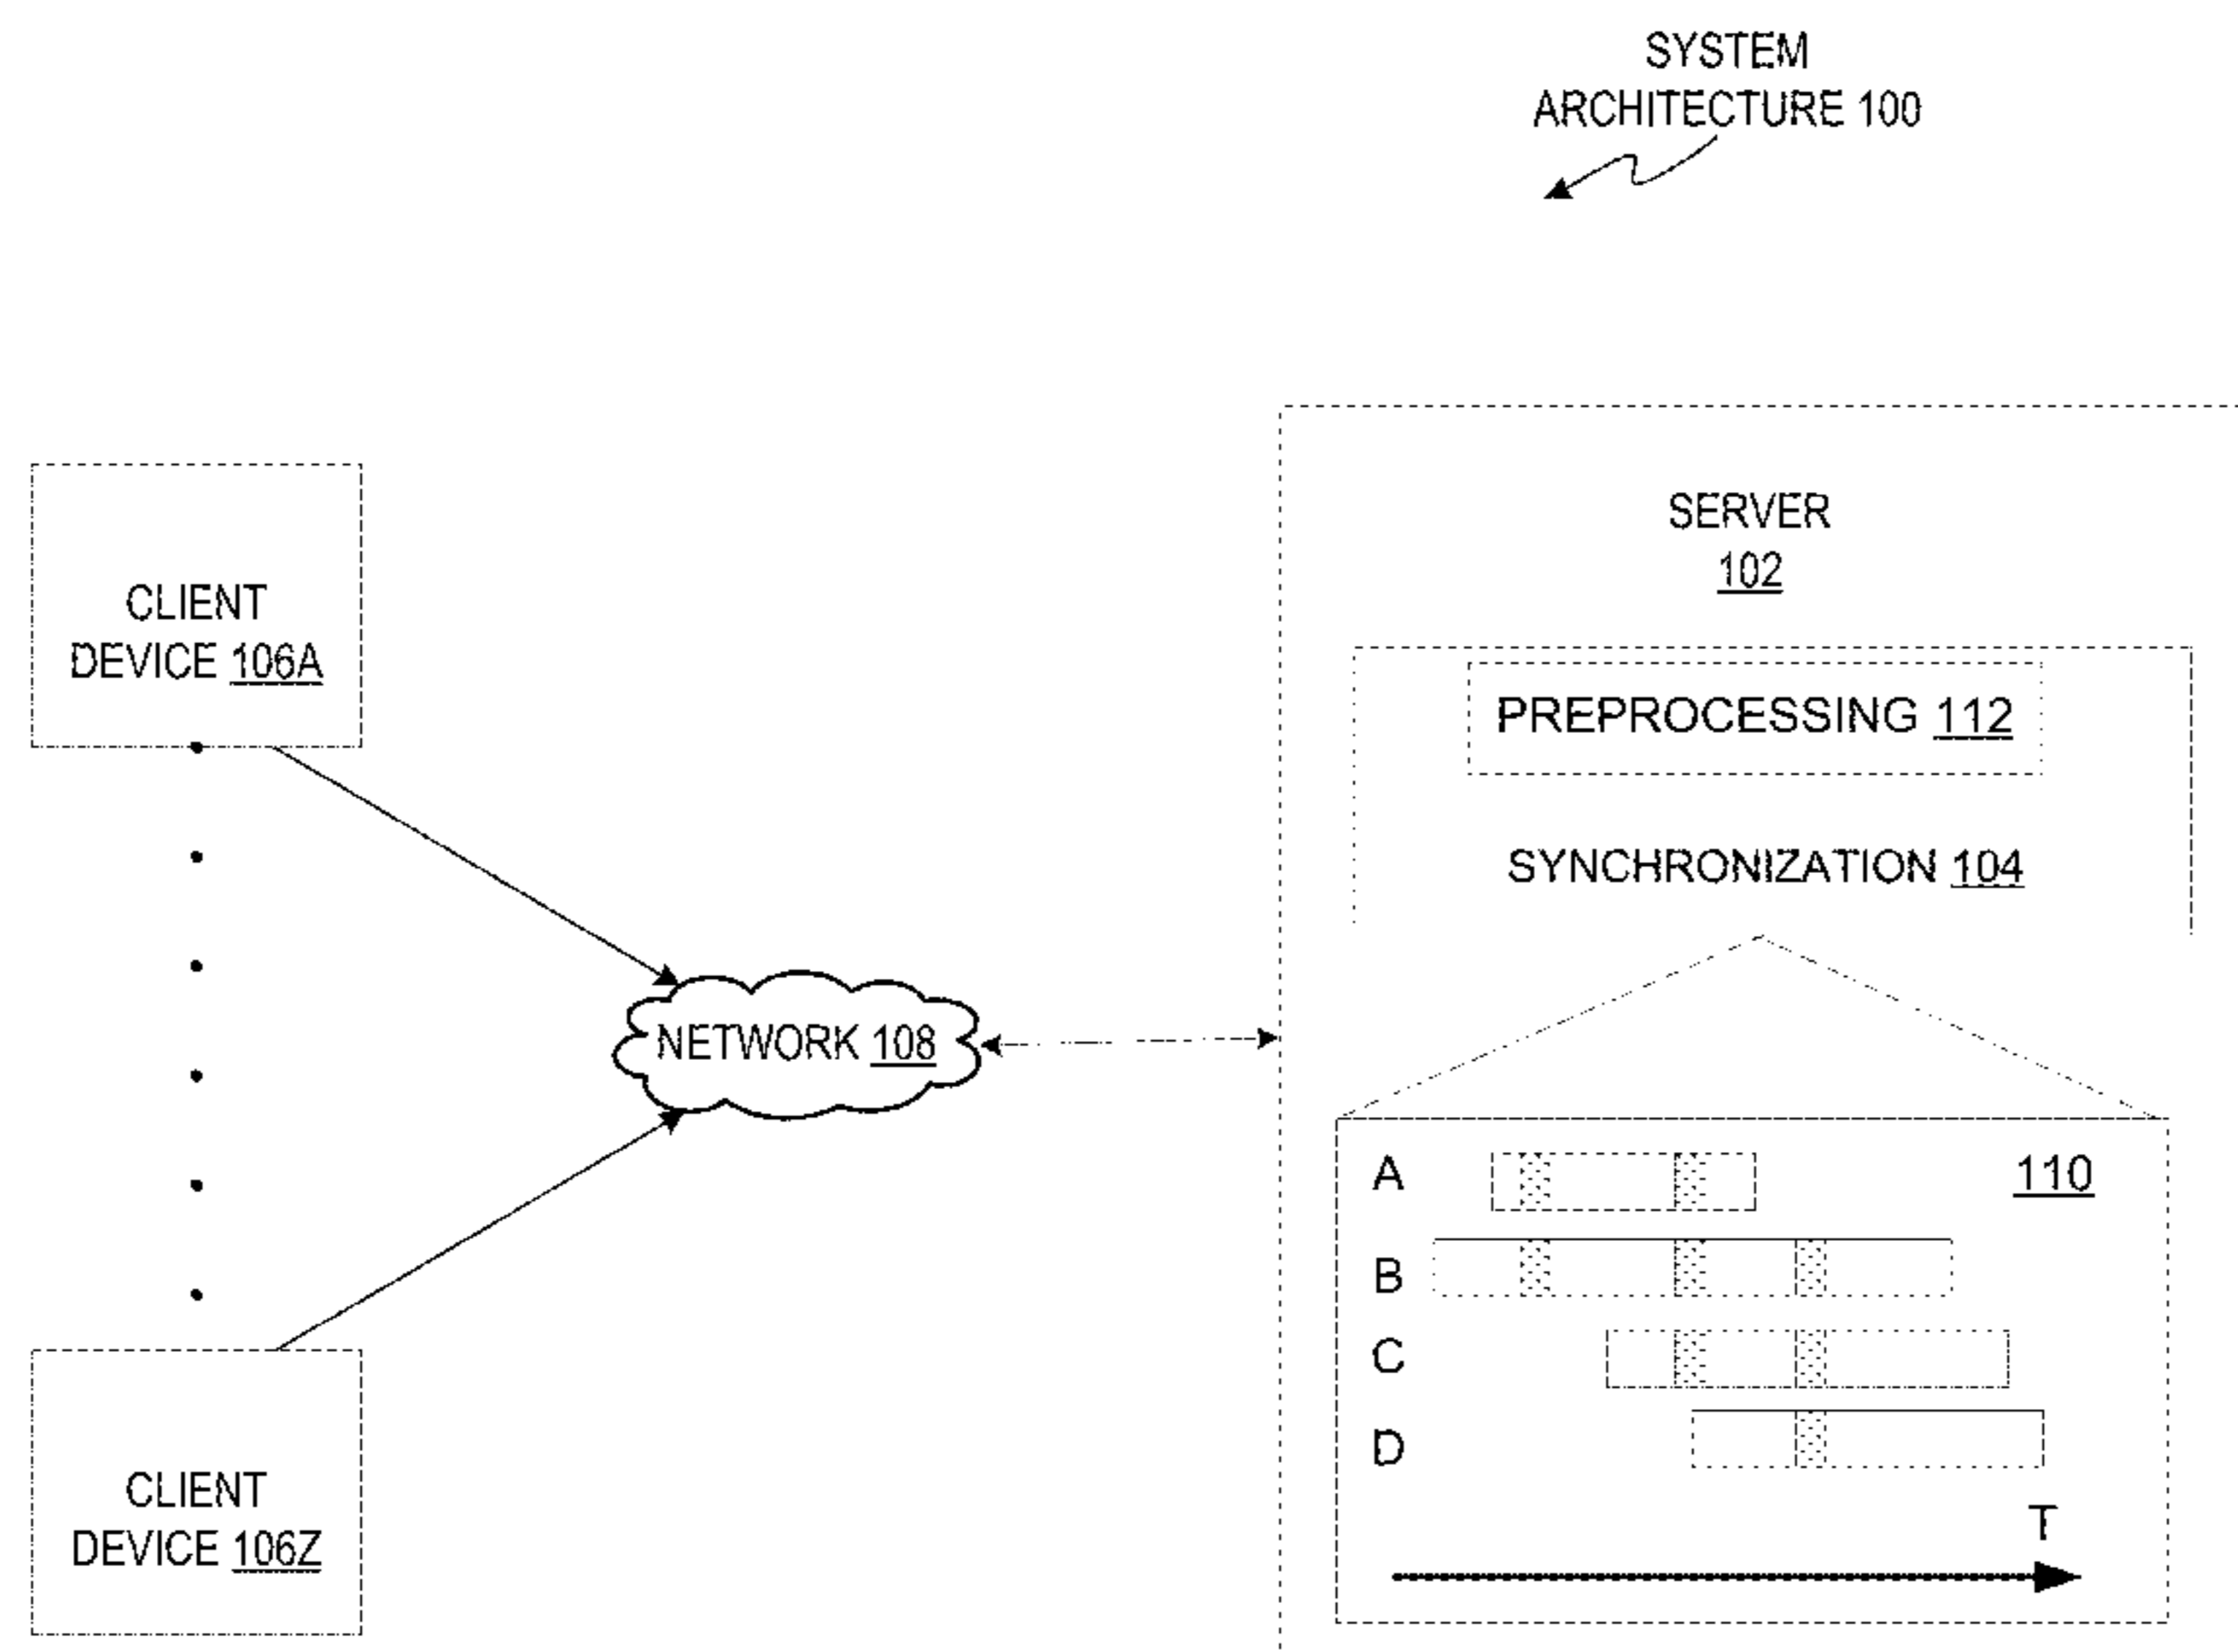 SYSTEM
ARCHITECTURE 100
SERVER
102
CLIENT
DEVICE 106A
PREPROCESSING 112
SYNCHRONIZATION 104
NETWORK 108
A
110
B
C
D
T
CLIENT
DEVICE 106Z